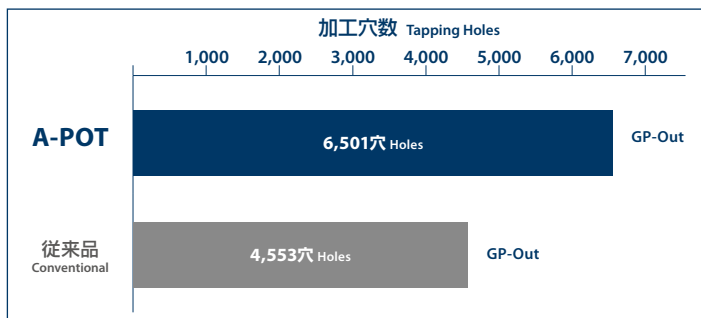 加工穴数 Tapping Holes
1,000 2,000 3,000 4,000 5,000 6,000 7,000
A-POT
6,501穴 Holes
GP-Out
従来品
Conventional
4,553穴 Holes
GP-Out